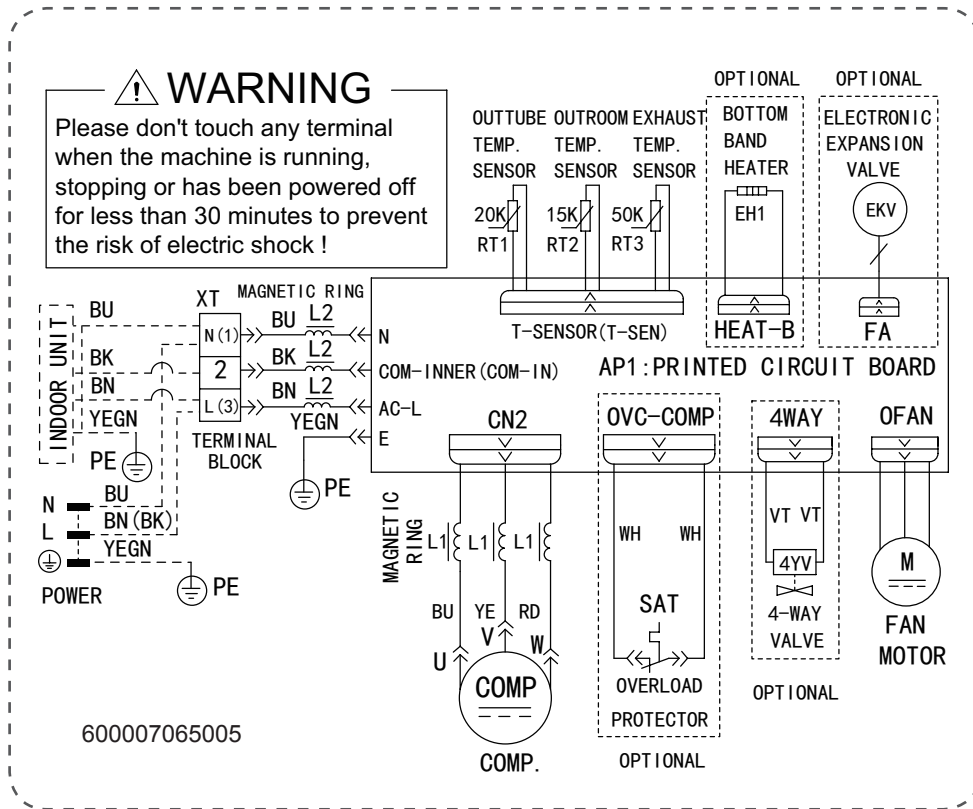 WARNING
Please don't touch any terminal
when the machine is running,
stopping or has been powered off
for less than 30 minutes to prevent
the risk of electric shock !
OPTIONAL
OPTIONAL
OUTTUBE
TEMP.
SENSOR
OUTROOM
TEMP.
SENSOR
EXHAUST
TEMP.
SENSOR
BOTTOM
BAND
HEATER
ELECTRONIC
EXPANSION
VALVE
20K
RT1
15K
RT2
50K
RT3
EH1
EKV
T-SENSOR(T-SEN)
HEAT-B
FA
INDOOR UNIT
BU
BK
BN
YEGN
PE
XT
N(1)
2
L(3)
TERMINAL
BLOCK
MAGNETIC RING
BU
L2
BK
L2
BN
L2
YEGN
PE
N
COM-INNER(COM-IN)
AC-L
E
AP1:PRINTED CIRCUIT BOARD
CN2
OVC-COMP
4WAY
OFAN
N
L
BU
BN(BK)
YEGN
PE
POWER
MAGNETIC
RING
L1
L1
L1
BU
YE
RD
U
V
W
COMP
COMP.
WH
WH
SAT
OVERLOAD
PROTECTOR
OPTIONAL
VT
VT
4YV
4-WAY
VALVE
OPTIONAL
M
FAN
MOTOR
600007065005